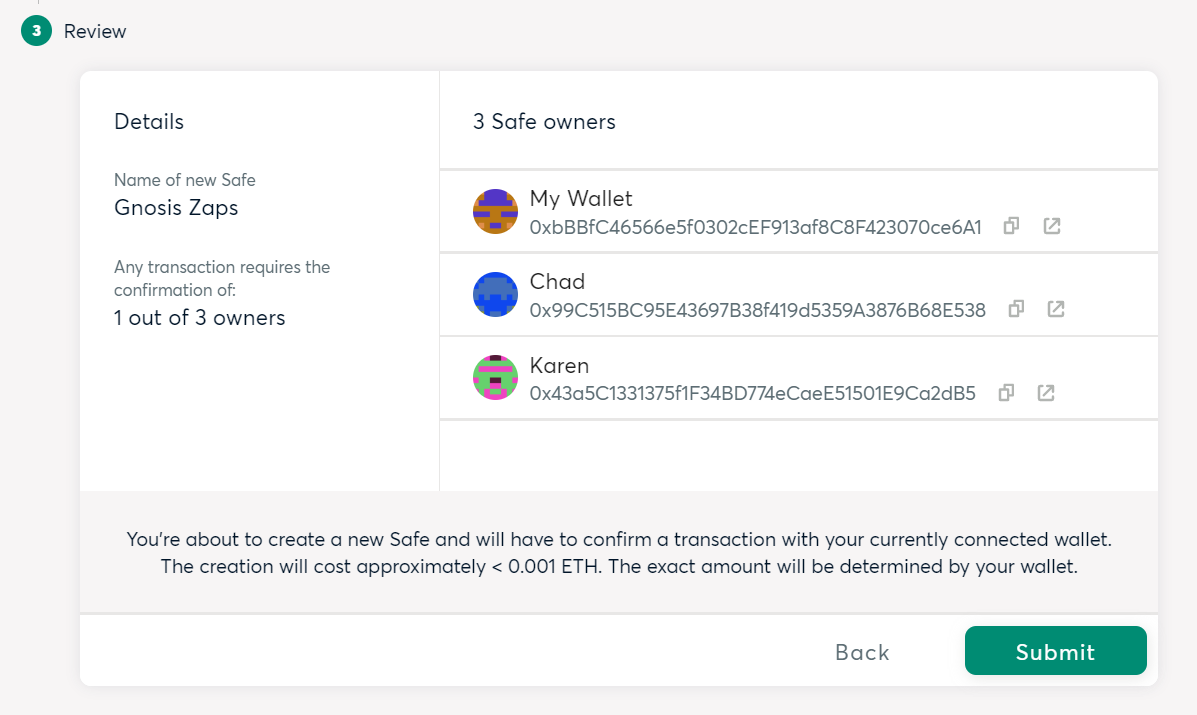 3 Review
Details
Name of new Safe
Gnosis Zaps
Any transaction requires the
confirmation of:
1 out of 3 owners
3 Safe owners
My Wallet
0xbBBfC46566e5f0302cEF913af8C8F423070ce6A1
Chad
0x99C515BC95E43697B38f419d5359A3876B68E538
Karen
0x43a5C1331375f1F34BD774eCaeE51501E9Ca2dB5
You're about to create a new Safe and will have to confirm a transaction with your currently connected wallet.
The creation will cost approximately < 0.001 ETH. The exact amount will be determined by your wallet.
Back
Submit